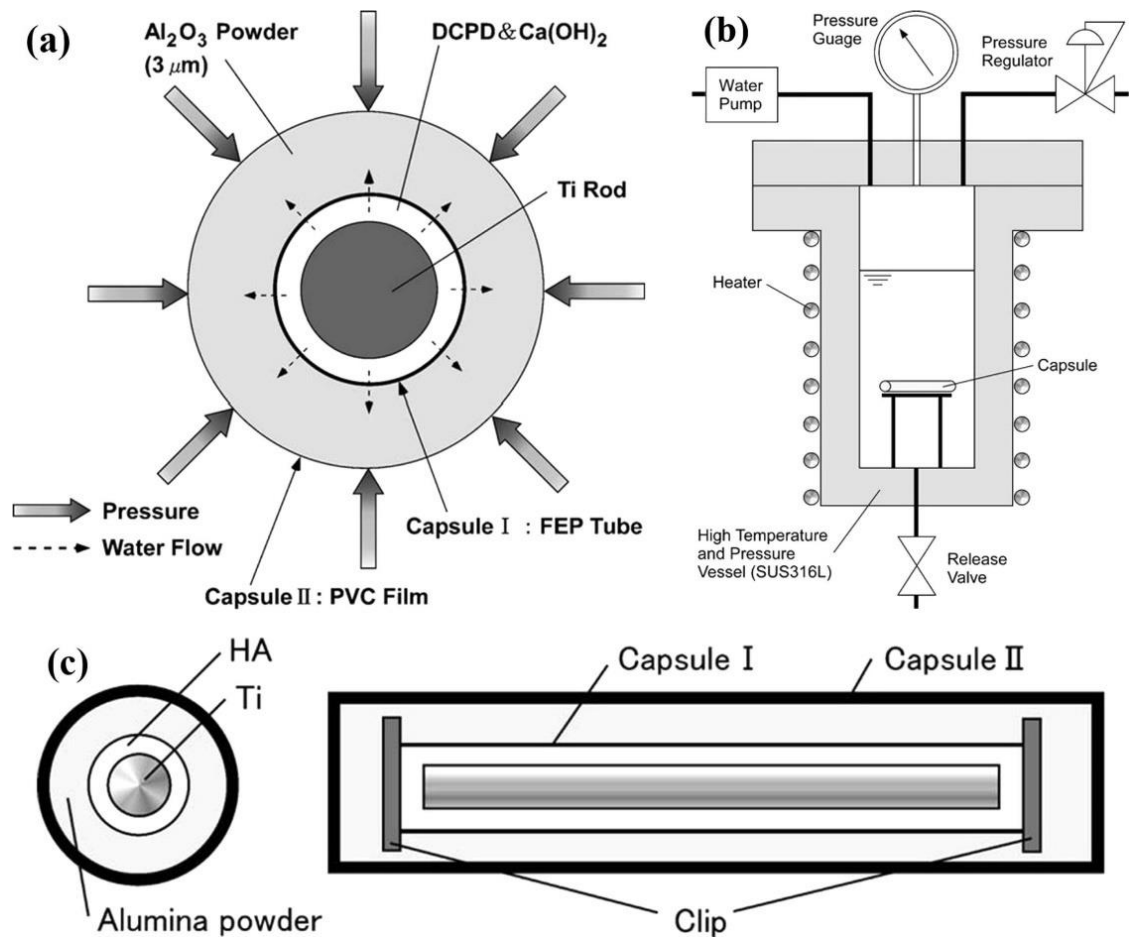 (a)
Al2O3 Powder
(3 μm)
DCPD&Ca(OH)2
Ti Rod
Pressure
Water Flow
Capsule Ⅰ : FEP Tube
Capsule Ⅱ : PVC Film
(b)
Pressure
Guage
Pressure
Regulator
Water
Pump
Heater
Capsule
High Temperature
and Pressure
Vessel (SUS316L)
Release
Valve
(c)
HA
Ti
Alumina powder
Capsule Ⅰ
Capsule Ⅱ
Clip